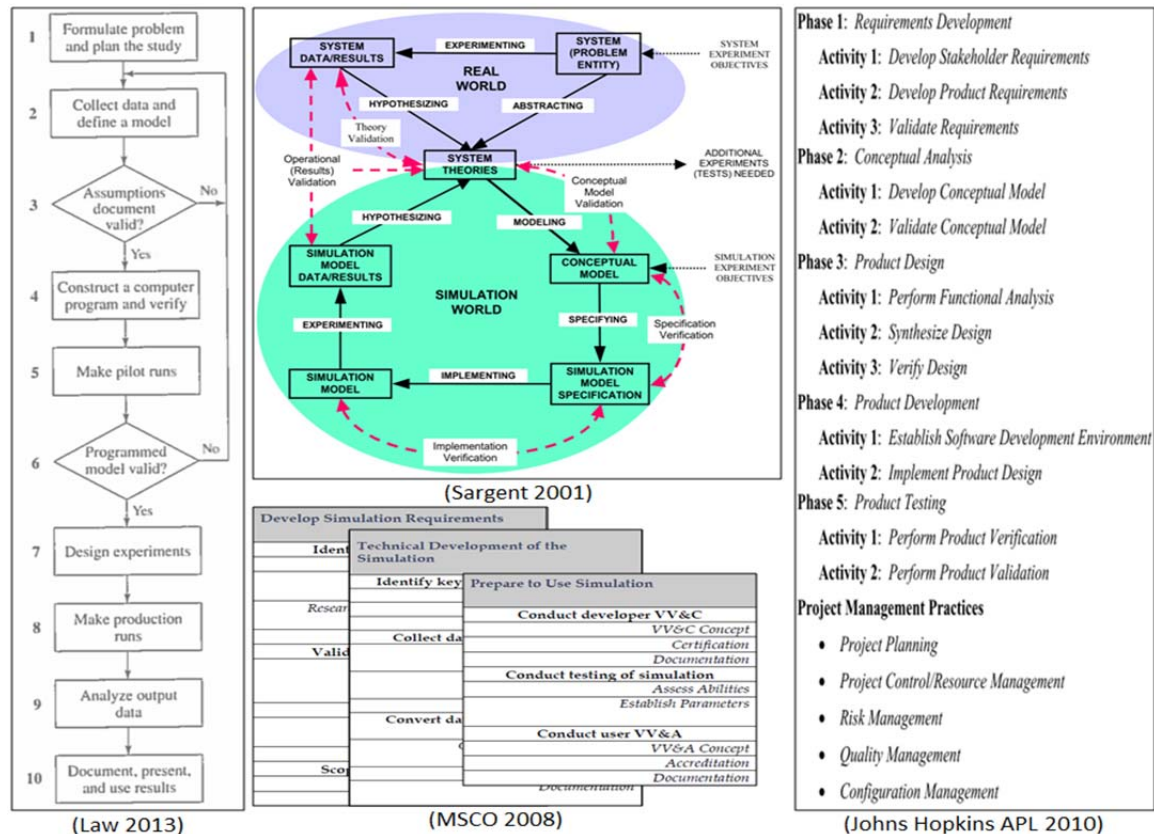 1
Formulate problem
and plan the study
2
Collect data and
define a model
3
Assumptions
document
valid?
No
Yes
4
Construct a computer
program and verify
5
Make pilot runs
6
Programmed
model valid?
No
Yes
7
Design experiments
8
Make production
runs
9
Analyze output
data
10
Document, present,
and use results
(Law 2013)
SYSTEM
DATA/RESULTS
EXPERIMENTING
SYSTEM
(PROBLEM
ENTITY)
SYSTEM
EXPERIMENT
OBJECTIVES
REAL
WORLD
HYPOTHESIZING
ABSTRACTING
Theory
Validation
Operational
(Results)
Validation
SYSTEM
THEORIES
ADDITIONAL
EXPERIMENTS
(TESTS) NEEDED
Conceptual
Model
Validation
HYPOTHESIZING
MODELING
SIMULATION
MODEL
DATA/RESULTS
CONCEPTUAL
MODEL
SIMULATION
EXPERIMENT
OBJECTIVES
SIMULATION
WORLD
EXPERIMENTING
SPECIFYING
Specification
Verification
SIMULATION
MODEL
IMPLEMENTING
SIMULATION
MODEL
SPECIFICATION
Implementation
Verification
(Sargent 2001)
Develop Simulation Requirements
Identi
Resear
Valid
Scop
Technical Development of the
Simulation
Identify key
Collect da
Convert da
Documentation
Prepare to Use Simulation
Conduct developer VV&C
VV&C Concept
Certification
Documentation
Conduct testing of simulation
Assess Abilities
Establish Parameters
Conduct user VV&A
VV&A Concept
Accreditation
Documentation
(MSCO 2008)
Phase 1: Requirements Development
Activity 1: Develop Stakeholder Requirements
Activity 2: Develop Product Requirements
Activity 3: Validate Requirements
Phase 2: Conceptual Analysis
Activity 1: Develop Conceptual Model
Activity 2: Validate Conceptual Model
Phase 3: Product Design
Activity 1: Perform Functional Analysis
Activity 2: Synthesize Design
Activity 3: Verify Design
Phase 4: Product Development
Activity 1: Establish Software Development Environment
Activity 2: Implement Product Design
Phase 5: Product Testing
Activity 1: Perform Product Verification
Activity 2: Perform Product Validation
Project Management Practices
• Project Planning
• Project Control/Resource Management
• Risk Management
• Quality Management
• Configuration Management
(Johns Hopkins APL 2010)